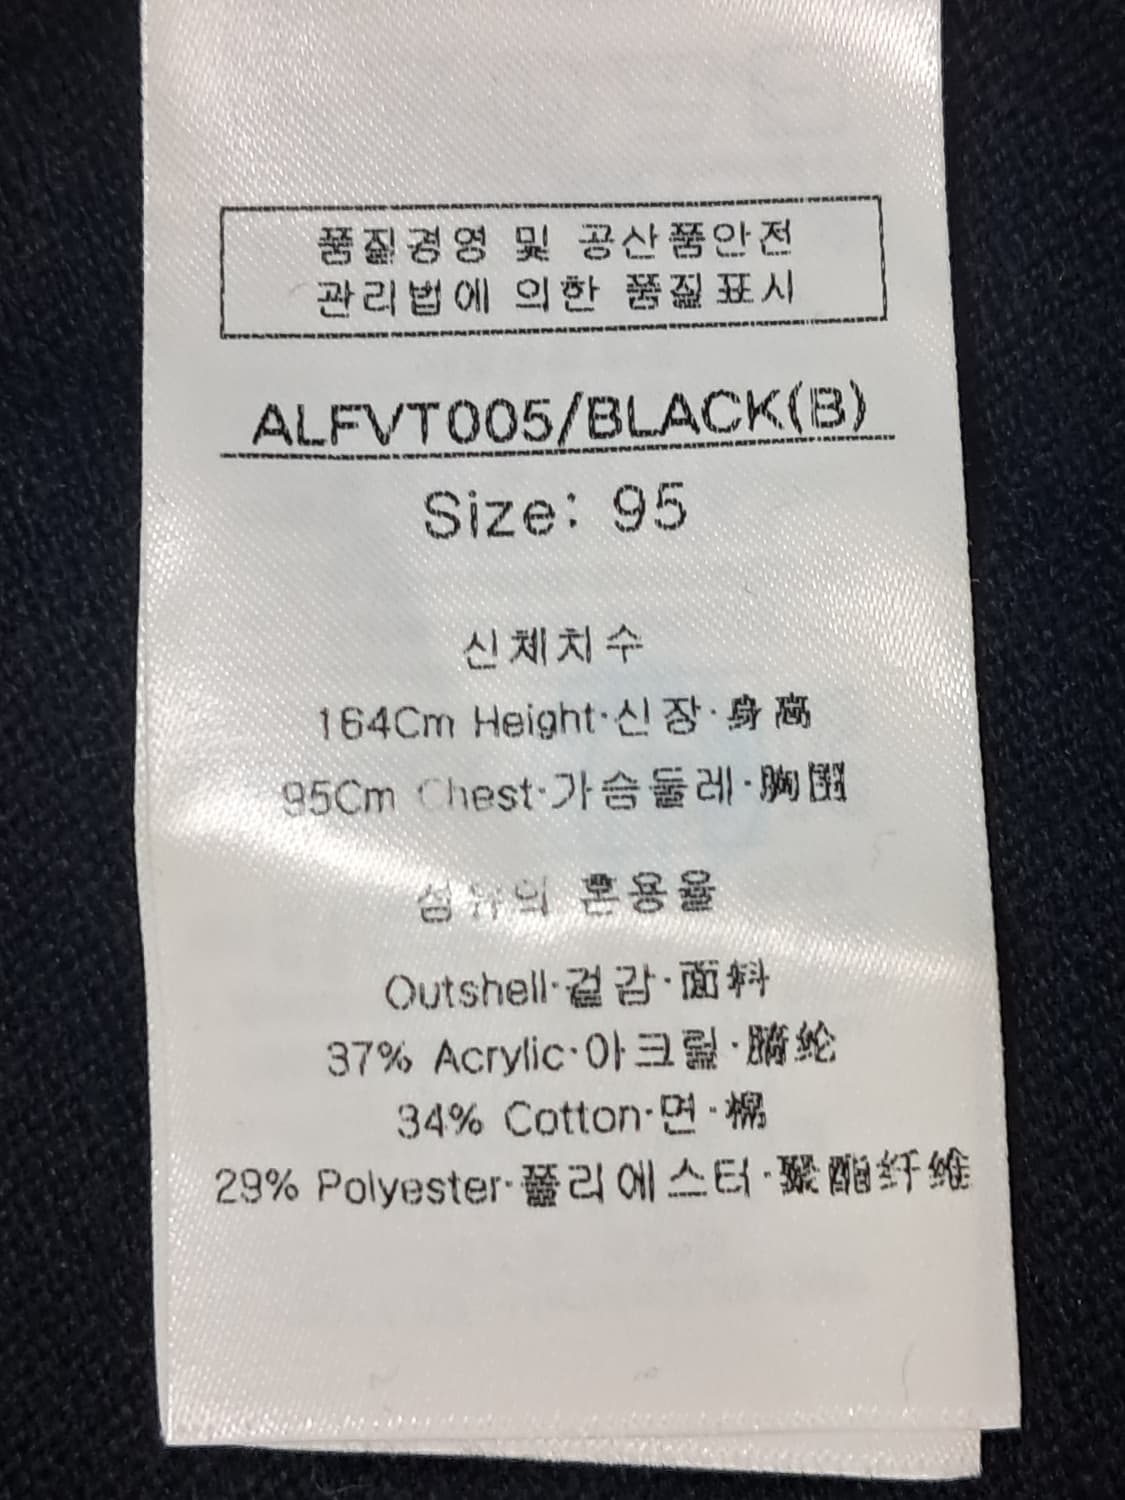 품질경영 및 공산품안전
관리법에 의한 품질표시
ALFVT005/BLACK(B)
Size: 95
신체치수
164Cm Height·신장·身高
95Cm Chest·가슴둘레·胸围
섬유의 혼용율
Outshell·겉감·面料
37% Acrylic·아크릴·腈纶
34% Cotton·면·棉
29% Polyester·폴리에스터·聚酯纤维